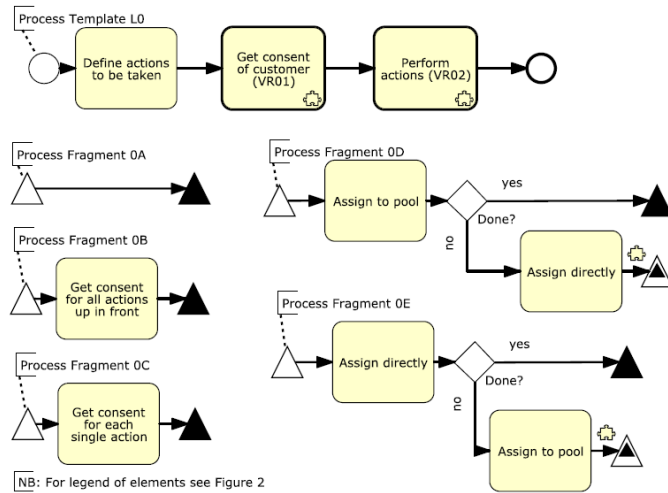 Process Template L0
Define actions
to be taken
Get consent
of customer
(VR01)
Perform
actions (VR02)
Process Fragment 0A
Process Fragment 0B
Get consent
for all actions
up in front
Process Fragment 0C
Get consent
for each
single action
NB: For legend of elements see Figure 2
Process Fragment 0D
Assign to pool
yes
Done?
no
Assign directly
Process Fragment 0E
Assign directly
yes
Done?
no
Assign to pool